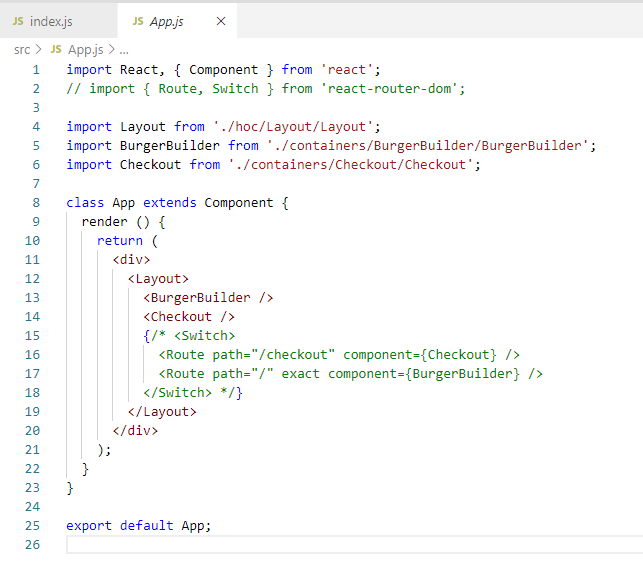 JS index.js JS App.js ×
src > JS App.js > ...
1 import React, { Component } from 'react';
2 // import { Route, Switch } from 'react-router-dom';
3
4 import Layout from './hoc/Layout/Layout';
5 import BurgerBuilder from './containers/BurgerBuilder/BurgerBuilder';
6 import Checkout from './containers/Checkout/Checkout';
7
8 class App extends Component {
9   render () {
10     return (
11       <div>
12         <Layout>
13           <BurgerBuilder />
14           <Checkout />
15           {/* <Switch>
16             <Route path="/checkout" component={Checkout} />
17             <Route path="/" exact component={BurgerBuilder} />
18           </Switch> */}
19         </Layout>
20       </div>
21     );
22   }
23 }
24
25 export default App;
26